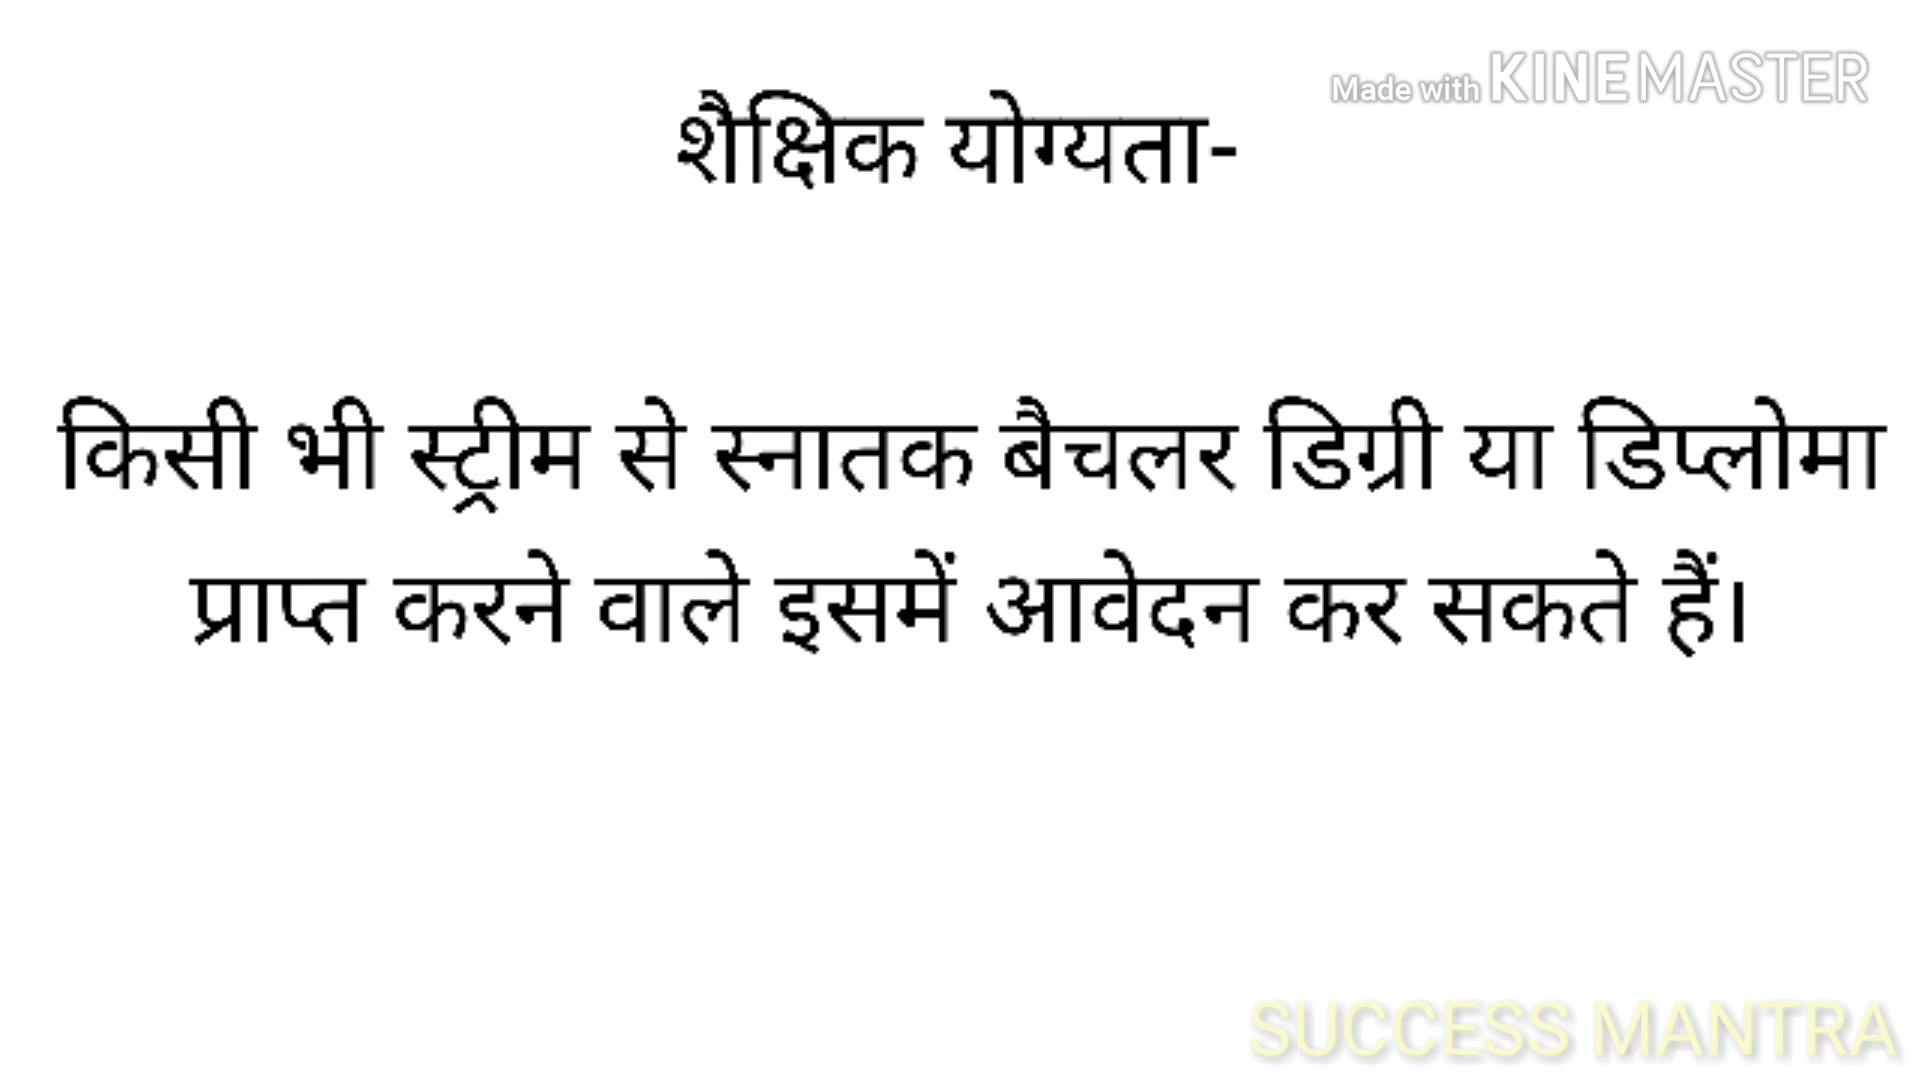 Made with KINEMASTER
शैक्षिक योग्यता-
किसी भी स्ट्रीम से स्नातक बैचलर डिग्री या डिप्लोमा
प्राप्त करने वाले इसमें आवेदन कर सकते हैं।
SUCCESS MANTRA